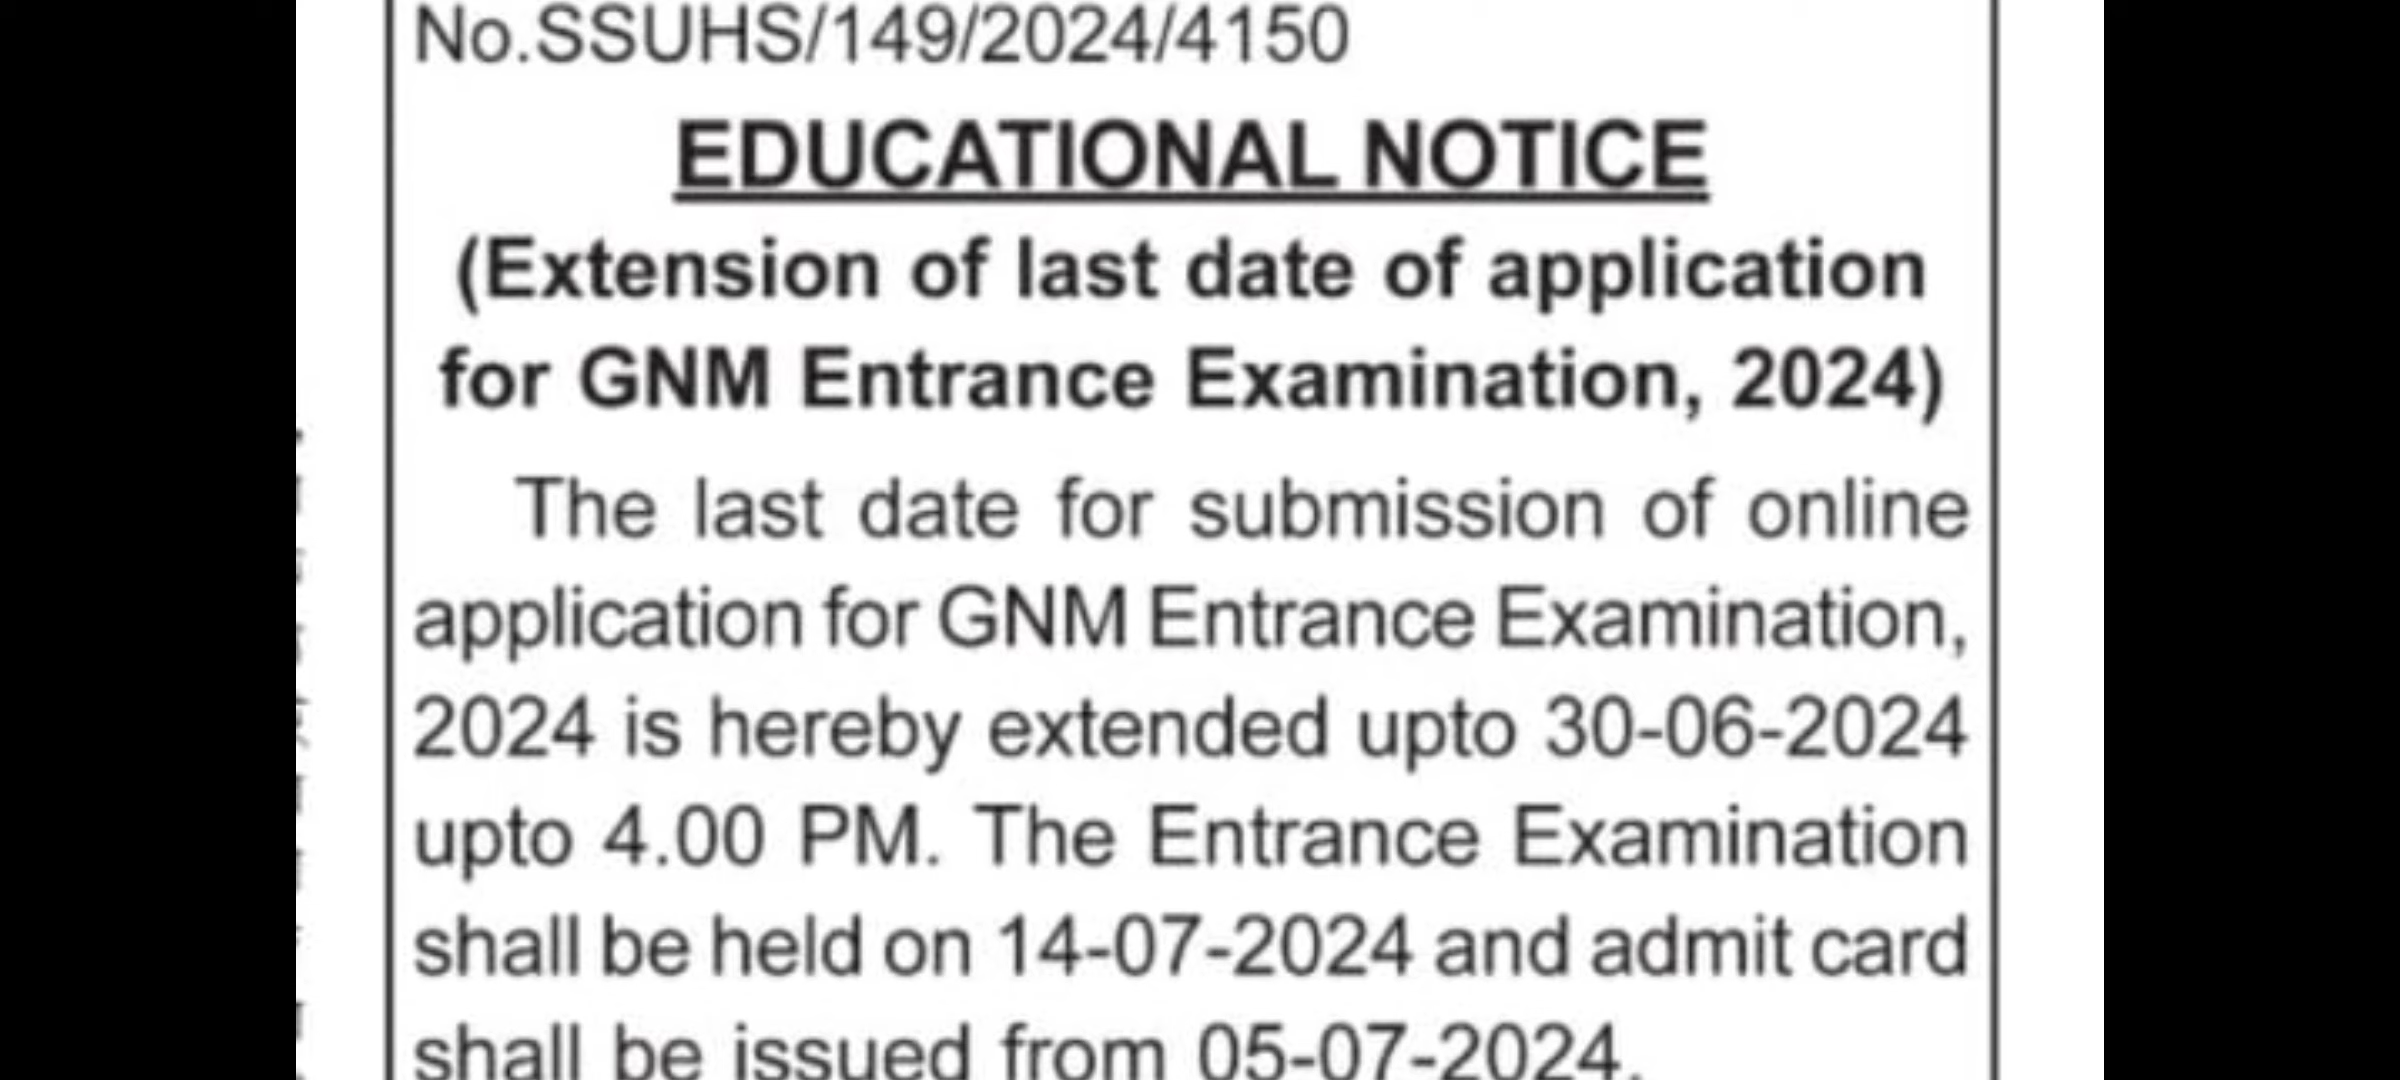 No.SSUHS/149/2024/4150
EDUCATIONAL NOTICE
(Extension of last date of application
for GNM Entrance Examination, 2024)
The last date for submission of online
application for GNM Entrance Examination,
2024 is hereby extended upto 30-06-2024
upto 4.00 PM. The Entrance Examination
shall be held on 14-07-2024 and admit card
shall be issued from 05-07-2024.